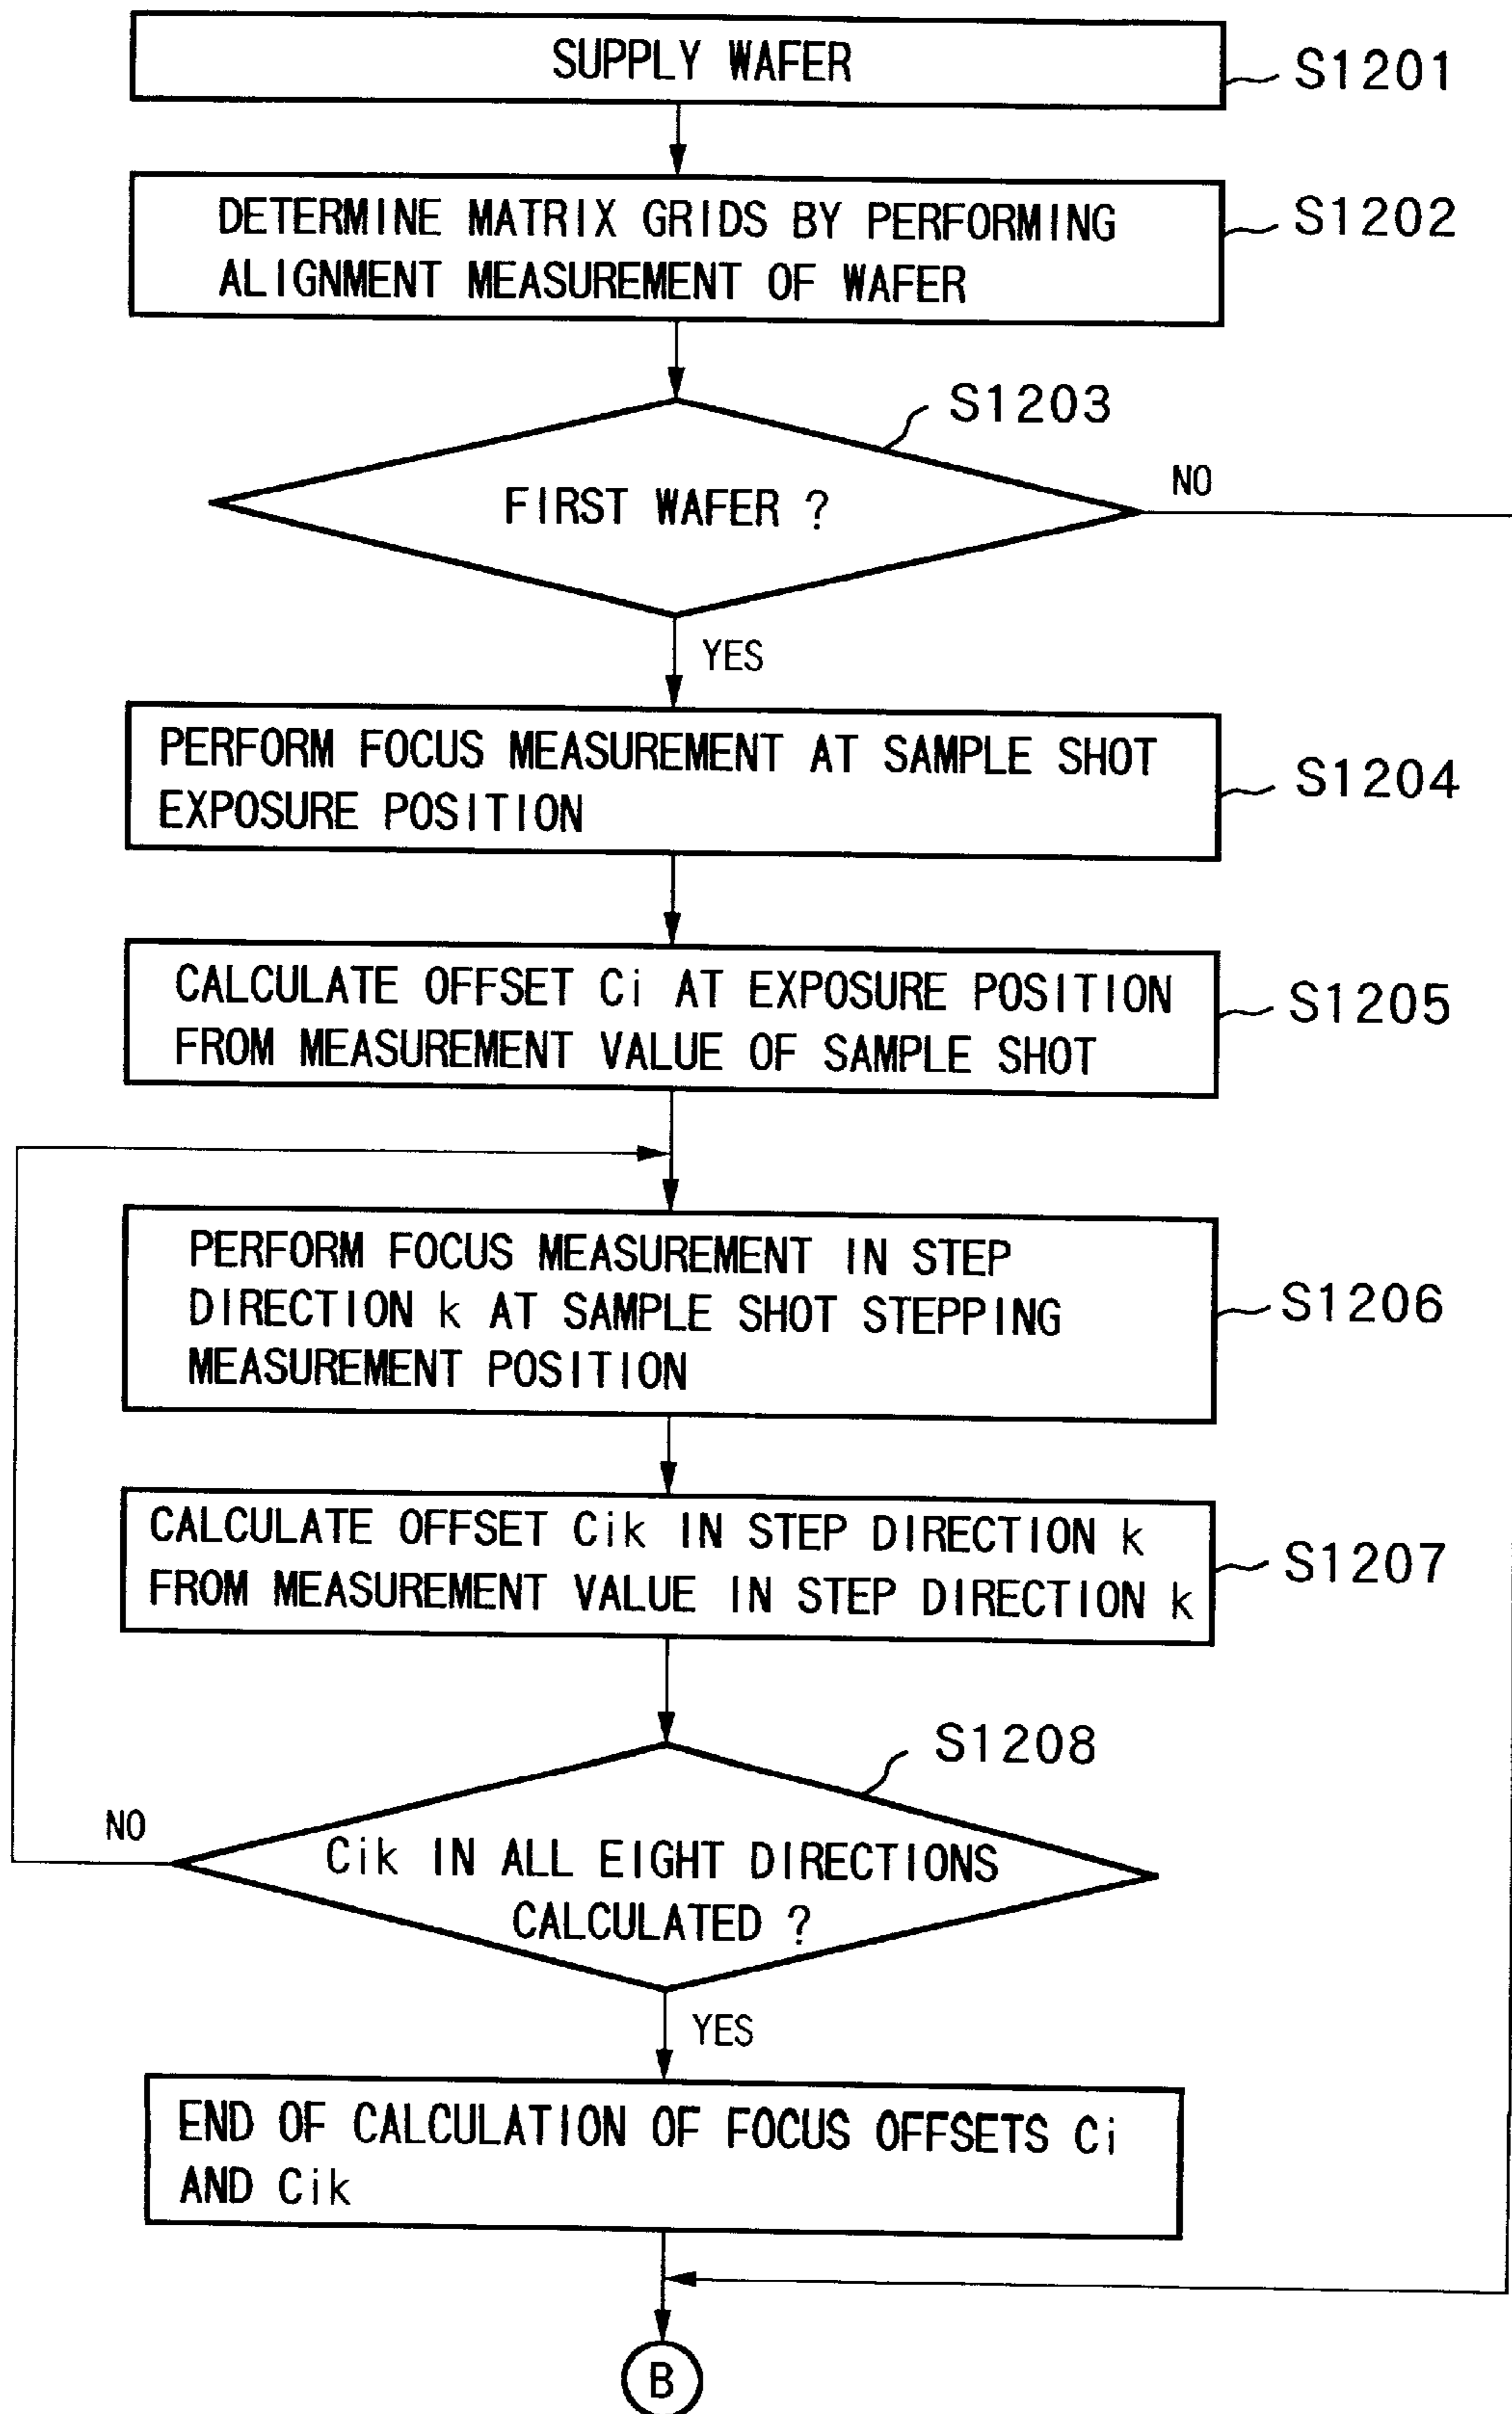 SUPPLY WAFER
S1201
DETERMINE MATRIX GRIDS BY PERFORMING
ALIGNMENT MEASUREMENT OF WAFER
S1202
S1203
FIRST WAFER ?
NO
YES
PERFORM FOCUS MEASUREMENT AT SAMPLE SHOT
EXPOSURE POSITION
S1204
CALCULATE OFFSET Ci AT EXPOSURE POSITION
FROM MEASUREMENT VALUE OF SAMPLE SHOT
S1205
PERFORM FOCUS MEASUREMENT IN STEP
DIRECTION k AT SAMPLE SHOT STEPPING
MEASUREMENT POSITION
S1206
CALCULATE OFFSET Cik IN STEP DIRECTION k
FROM MEASUREMENT VALUE IN STEP DIRECTION k
S1207
S1208
NO
Cik IN ALL EIGHT DIRECTIONS
CALCULATED ?
YES
END OF CALCULATION OF FOCUS OFFSETS Ci
AND Cik
B